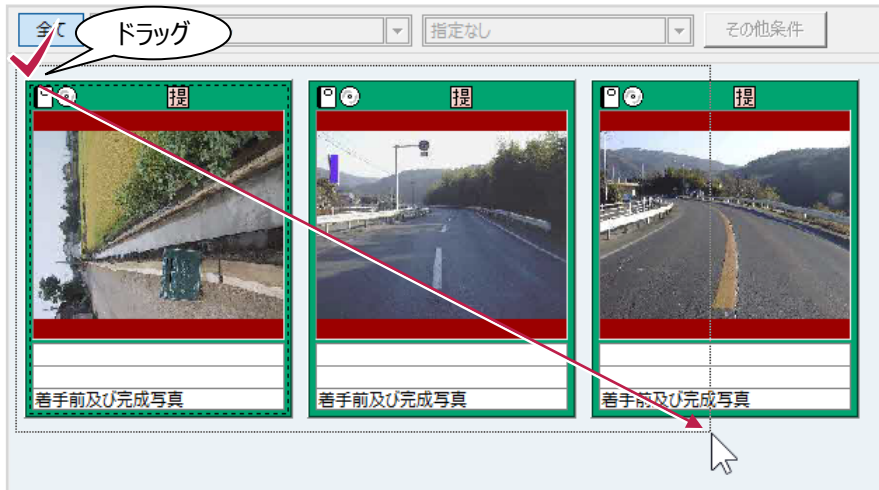 全て
ドラッグ
指定なし
その他条件
提
提
提
着手前及び完成写真
着手前及び完成写真
着手前及び完成写真